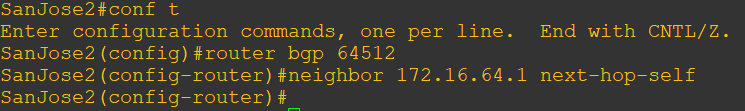 SanJose2#conf t
Enter configuration commands, one per line.  End with CNTL/Z.
SanJose2(config)#router bgp 64512
SanJose2(config-router)#neighbor 172.16.64.1 next-hop-self
SanJose2(config-router)#